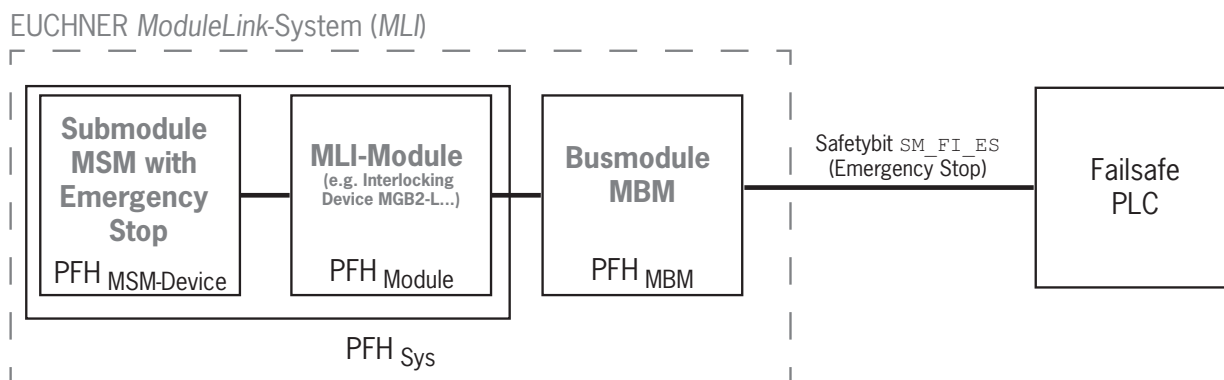 EUCHNER ModuleLink-System (MLI)
Submodule
MSM with
Emergency
Stop
PFH MSM-Device
MLI-Module
(e.g. Interlocking
Device MGB2-L...)
PFH Module
Busmodule
MBM
PFH MBM
PFH Sys
Safetybit SM_FI_ES
(Emergency Stop)
Failsafe
PLC